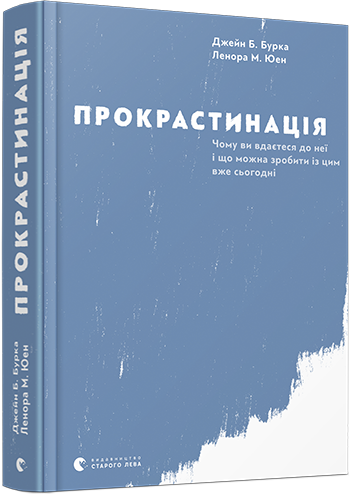 Джейн Б. Бурка
Ленора М. Юен
ПРОКРАСТИНАЦІЯ
Чому ви вдаєтеся до неї
і що можна зробити із цим
вже сьогодні
видавництво
СТАРОГО ЛЕВА
ПРОКРАСТИНАЦІЯ
Джейн Б. Бурка
Ленора М. Юен